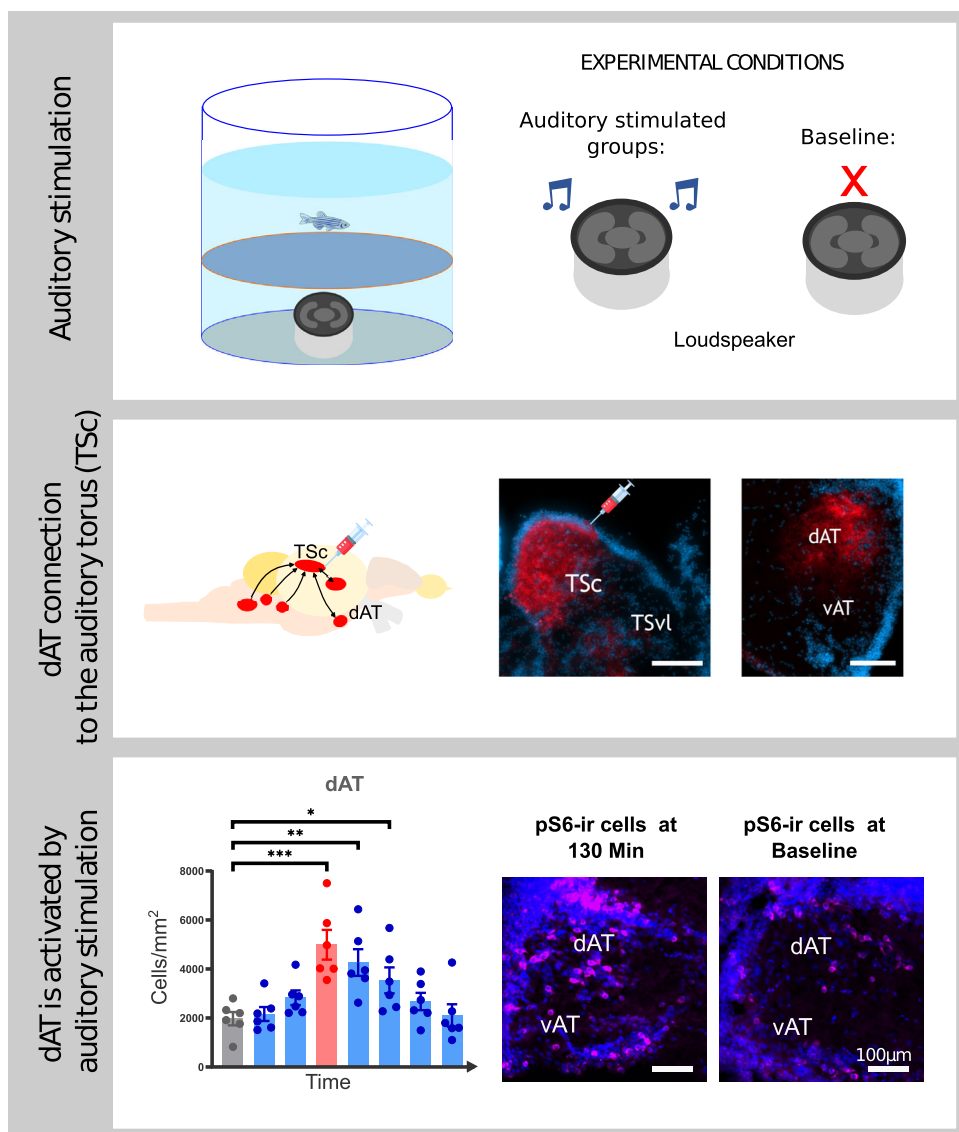 Auditory stimulation
EXPERIMENTAL CONDITIONS
Auditory stimulated
groups:
Baseline:
X
Loudspeaker
dAT connection
to the auditory torus (TSc)
TSc
dAT
TSc
TSvl
dAT
vAT
dAT is activated by
auditory stimulation
dAT
*
**
***
8000
6000
4000
2000
0
Cells/mm²
Time
pS6-ir cells at
130 Min
pS6-ir cells at
Baseline
dAT
vAT
dAT
vAT
100µm